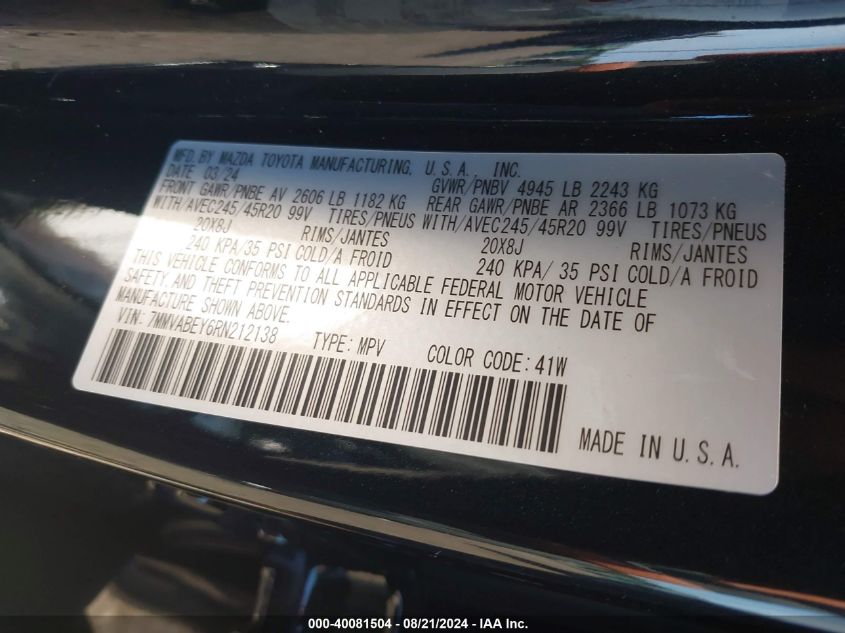 MFD. BY MAZDA TOYOTA MANUFACTURING, U.S.A., INC.
DATE 03/24 GVWR/PNBV 4945 LB 2243 KG
FRONT GAWR/PNBE AV 2606 LB 1182 KG REAR GAWR/PNBE AR 2366 LB 1073 KG
WITH/AVEC245/45R20 99V TIRES/PNEUS WITH/AVEC245/45R20 99V TIRES/PNEUS
20X8J RIMS/JANTES 20X8J RIMS/JANTES
240 KPA/35 PSI COLD/A FROID 240 KPA/ 35 PSI COLD/A FROID
THIS VEHICLE CONFORMS TO ALL APPLICABLE FEDERAL MOTOR VEHICLE
SAFETY AND THEFT PREVENTION STANDARDS IN EFFECT ON THE DATE OF
MANUFACTURE SHOWN ABOVE.
VIN: 7MMVABEY6RN212138 TYPE: MPV COLOR CODE: 41W
MADE IN U.S.A.
000-40081504 - 08/21/2024 - IAA Inc.